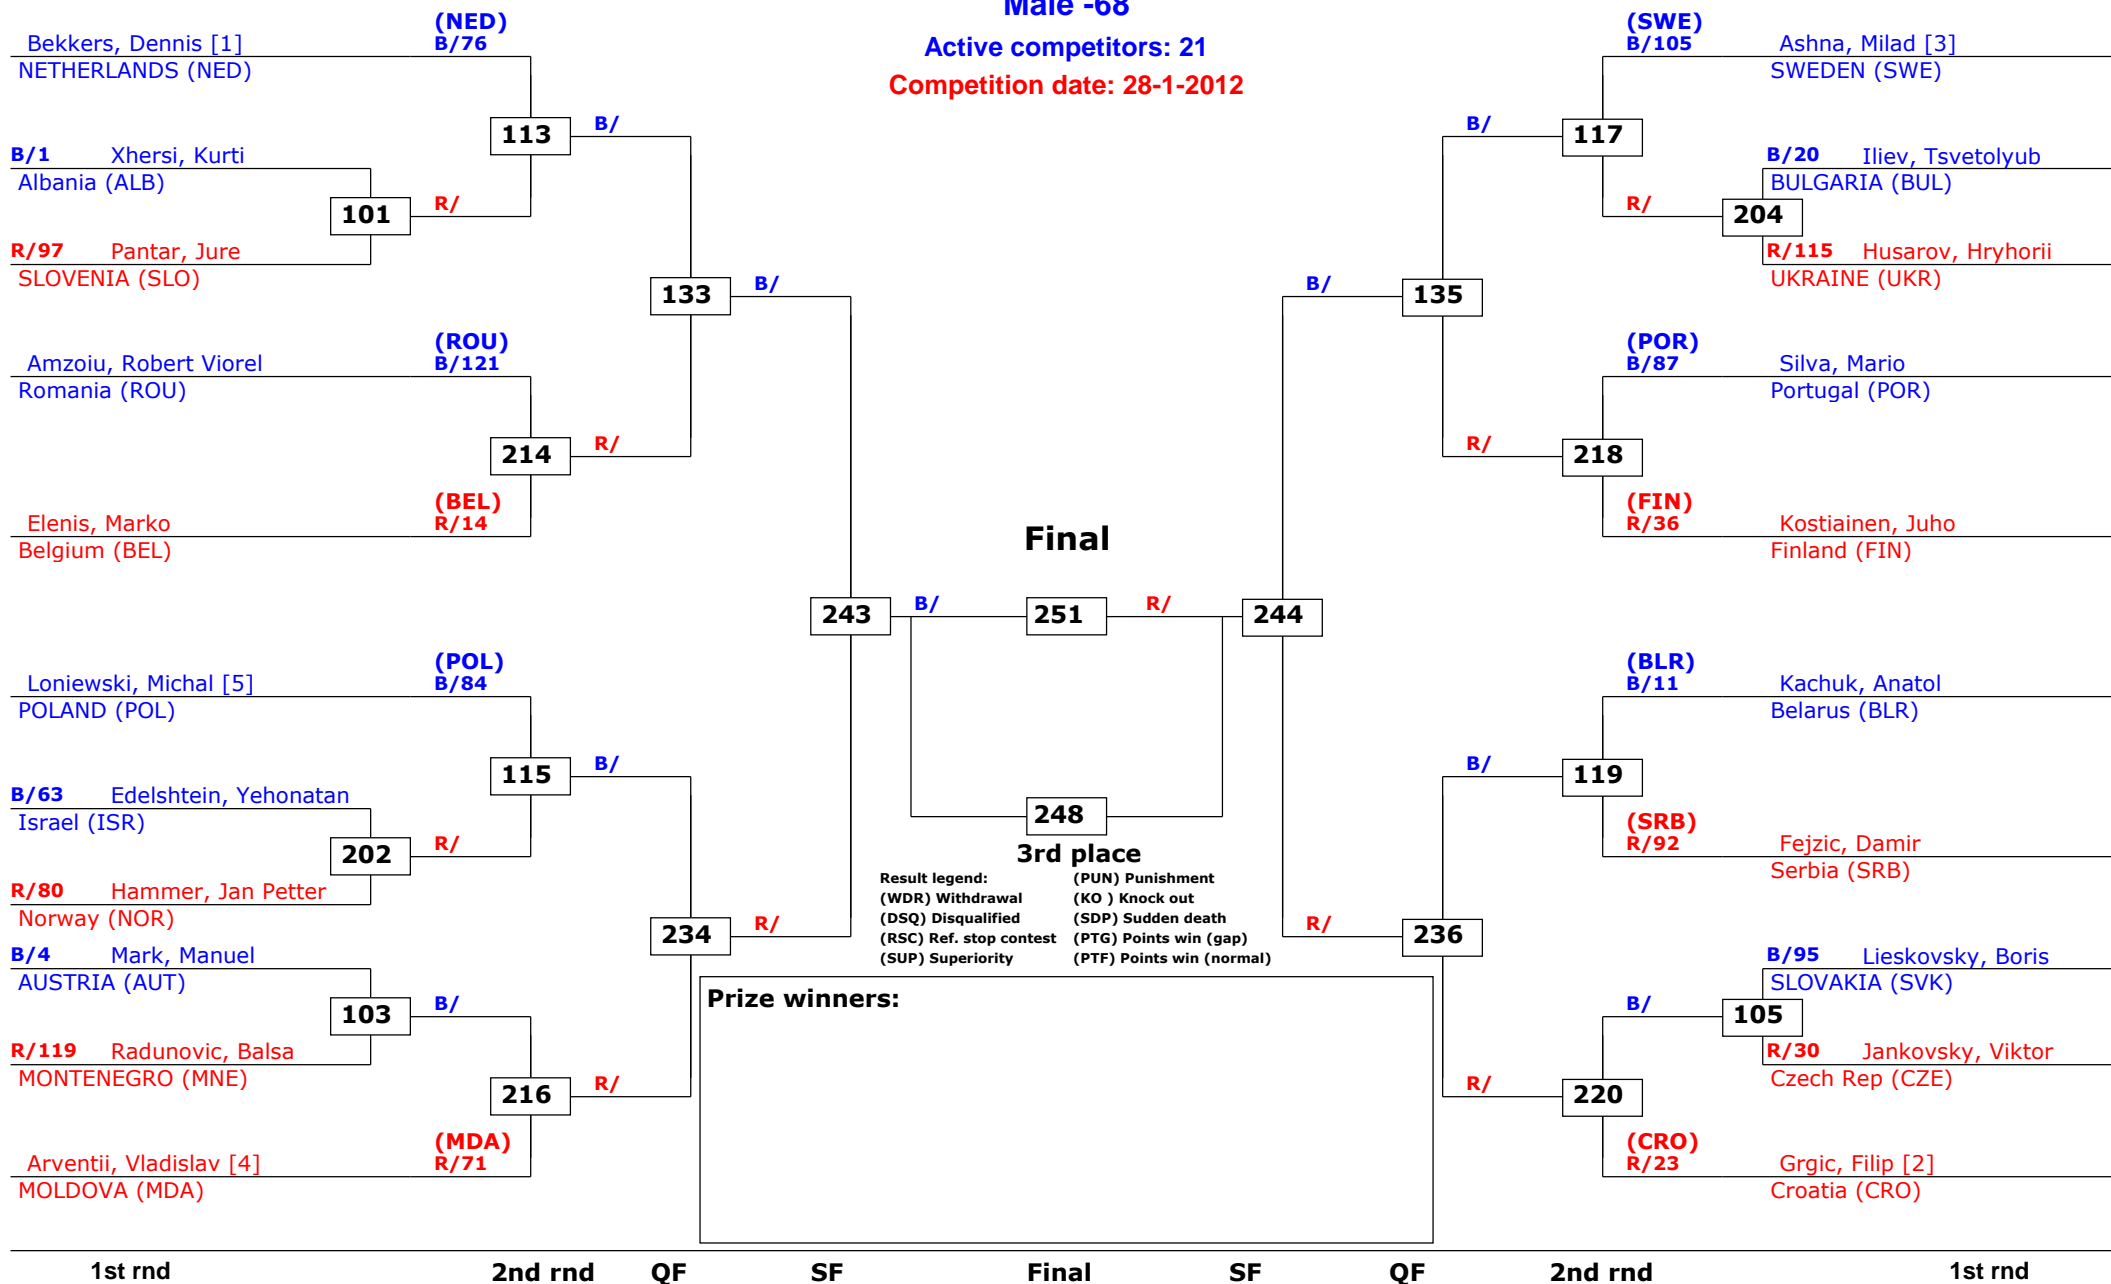 Male -68
Active competitors: 21
Competition date: 28-1-2012
(NED)
Bekkers, Dennis [1] B/76
NETHERLANDS (NED)
113 B/
B/1 Xhersi, Kurti
Albania (ALB)
101 R/
R/97 Pantar, Jure
SLOVENIA (SLO)
133 B/
(ROU)
Amzoiu, Robert Viorel B/121
Romania (ROU)
214 R/
(BEL)
Elenis, Marko R/14
Belgium (BEL)
243 B/
(POL)
Loniewski, Michal [5] B/84
POLAND (POL)
115 B/
B/63 Edelshtein, Yehonatan
Israel (ISR)
202 R/
R/80 Hammer, Jan Petter
Norway (NOR)
234 R/
B/4 Mark, Manuel
AUSTRIA (AUT)
103 B/
R/119 Radunovic, Balsa
MONTENEGRO (MNE)
216 R/
(MDA)
Arventii, Vladislav [4] R/71
MOLDOVA (MDA)
Final
251
248
3rd place
Result legend: (PUN) Punishment
(WDR) Withdrawal (KO ) Knock out
(DSQ) Disqualified (SDP) Sudden death
(RSC) Ref. stop contest (PTG) Points win (gap)
(SUP) Superiority (PTF) Points win (normal)
Prize winners:
(SWE)
B/105 Ashna, Milad [3]
SWEDEN (SWE)
B/ 117
B/20 Iliev, Tsvetolyub
BULGARIA (BUL)
R/ 204
R/115 Husarov, Hryhorii
UKRAINE (UKR)
B/ 135
(POR)
B/87 Silva, Mario
Portugal (POR)
R/ 218
(FIN)
R/36 Kostiainen, Juho
Finland (FIN)
R/ 244
(BLR)
B/11 Kachuk, Anatol
Belarus (BLR)
B/ 119
(SRB)
R/92 Fejzic, Damir
Serbia (SRB)
R/ 236
B/95 Lieskovsky, Boris
SLOVAKIA (SVK)
B/ 105
R/30 Jankovsky, Viktor
Czech Rep (CZE)
R/ 220
(CRO)
R/23 Grgic, Filip [2]
Croatia (CRO)
1st rnd 2nd rnd QF SF Final SF QF 2nd rnd 1st rnd